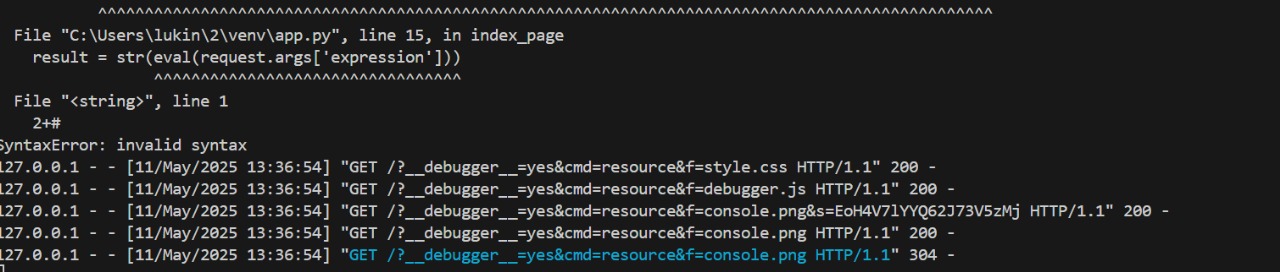 ^^^^^^^^^^^^^^^^^^^^^^^^^^^^^^^^^^^^^^^^^^^^^^^^^^^^^^^^^^^^^^^^^^^^^^^^^^^^^^^^^^^^^^^^^^^^^^^^
File "C:\Users\lukin\2\venv\app.py", line 15, in index_page
result = str(eval(request.args['expression']))
^^^^^^^^^^^^^^^^^^^^^^^^^^^^^^^^^
File "<string>", line 1
2+#
SyntaxError: invalid syntax
127.0.0.1 - - [11/May/2025 13:36:54] "GET /?__debugger__=yes&cmd=resource&f=style.css HTTP/1.1" 200 -
127.0.0.1 - - [11/May/2025 13:36:54] "GET /?__debugger__=yes&cmd=resource&f=debugger.js HTTP/1.1" 200 -
127.0.0.1 - - [11/May/2025 13:36:54] "GET /?__debugger__=yes&cmd=resource&f=console.png&s=EoH4V7lYYQ62J73V5zMj HTTP/1.1" 200 -
127.0.0.1 - - [11/May/2025 13:36:54] "GET /?__debugger__=yes&cmd=resource&f=console.png HTTP/1.1" 200 -
127.0.0.1 - - [11/May/2025 13:36:54] "GET /?__debugger__=yes&cmd=resource&f=console.png HTTP/1.1" 304 -